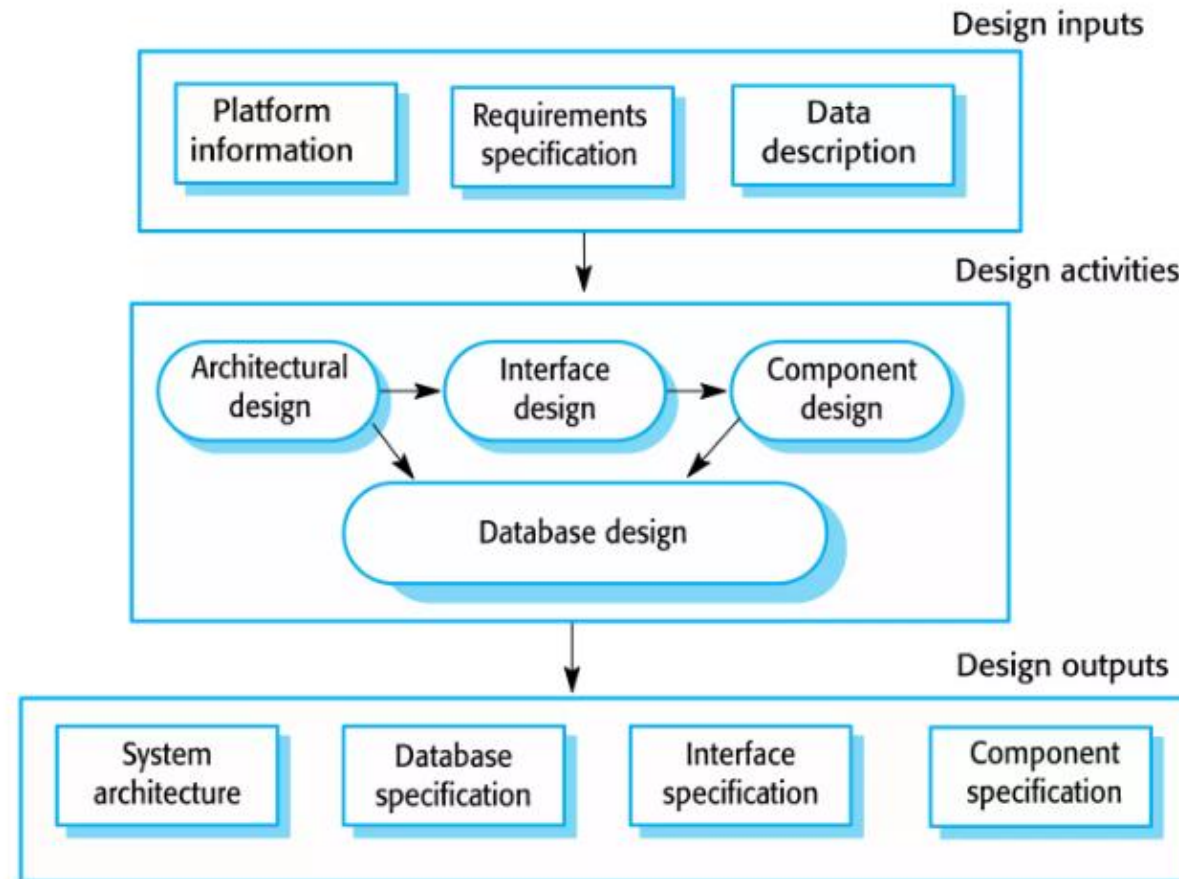 Design inputs
Platform
information
Requirements
specification
Data
description
Design activities
Architectural
design
Interface
design
Component
design
Database design
Design outputs
System
architecture
Database
specification
Interface
specification
Component
specification